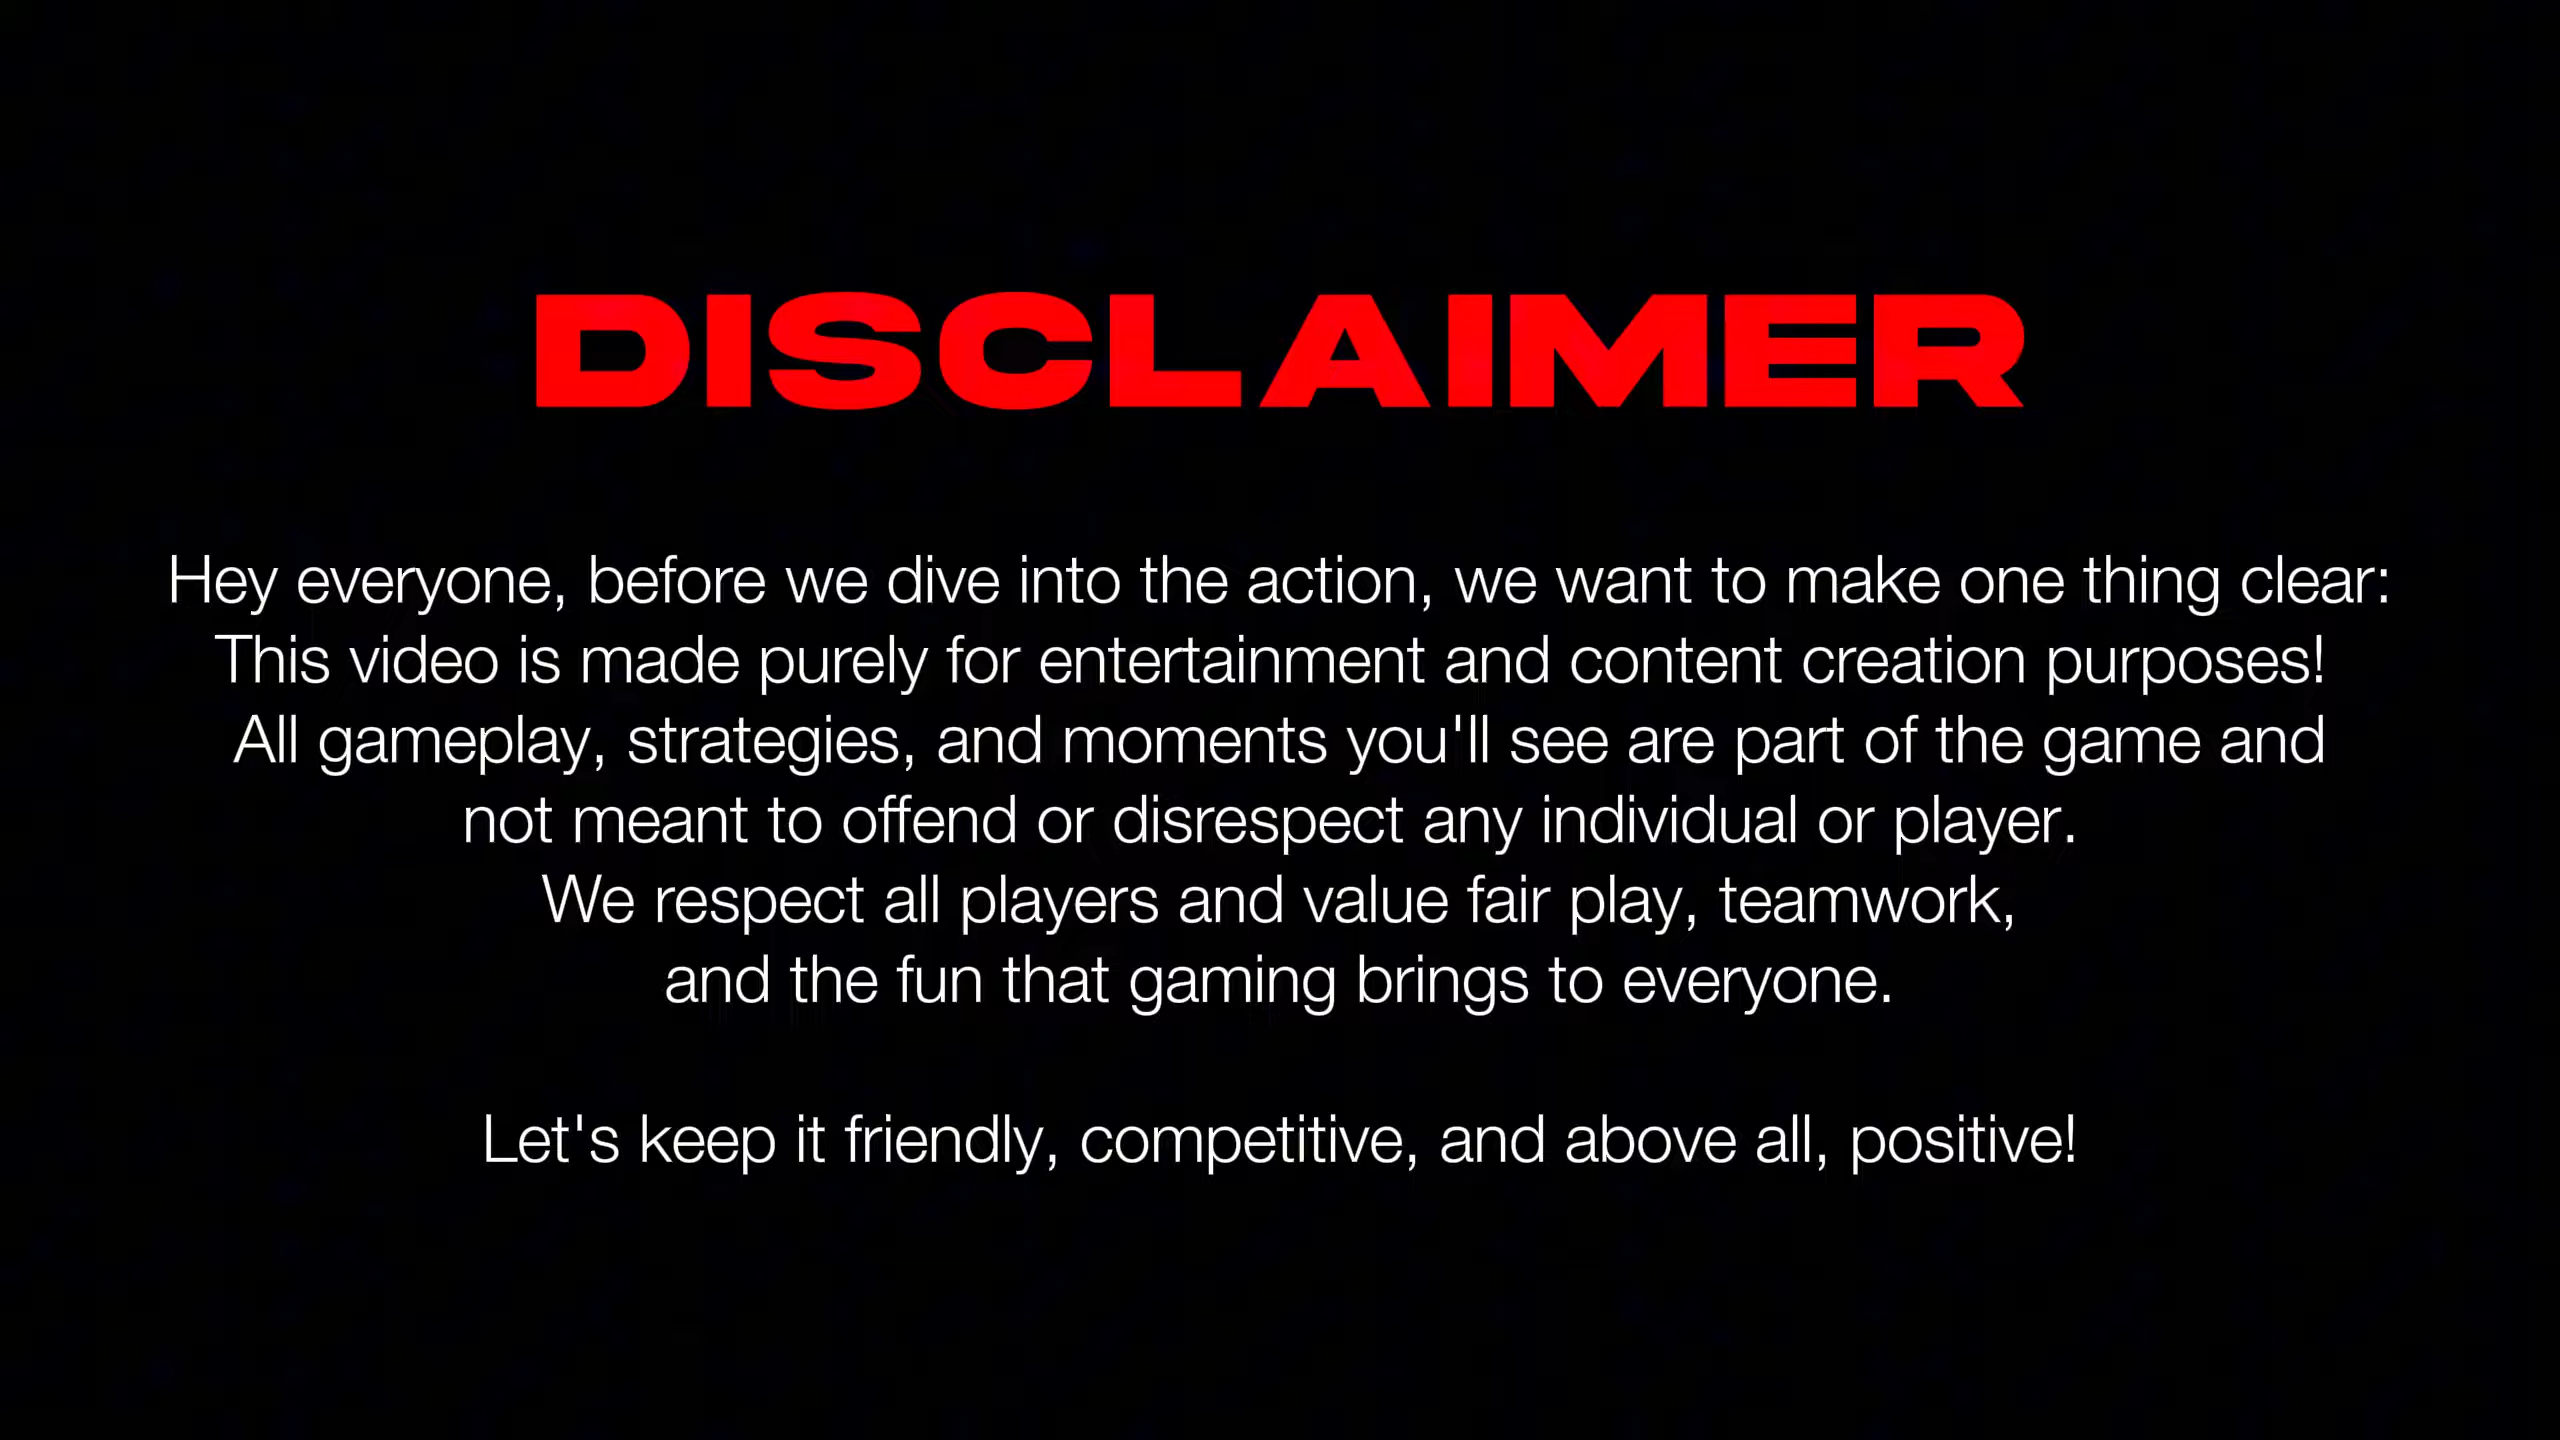 DISCLAIMER
Hey everyone, before we dive into the action, we want to make one thing clear:
This video is made purely for entertainment and content creation purposes!
All gameplay, strategies, and moments you'll see are part of the game and
not meant to offend or disrespect any individual or player.
We respect all players and value fair play, teamwork,
and the fun that gaming brings to everyone.
Let's keep it friendly, competitive, and above all, positive!